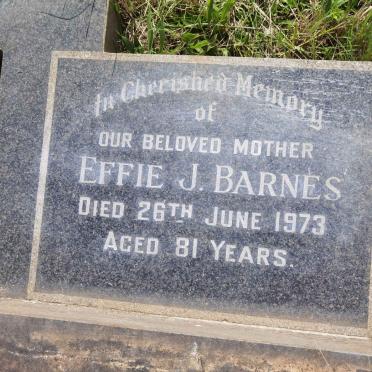 In Cherished Memory
of
OUR BELOVED MOTHER
EFFIE J. BARNES
DIED 26TH JUNE 1973
AGED 81 YEARS.